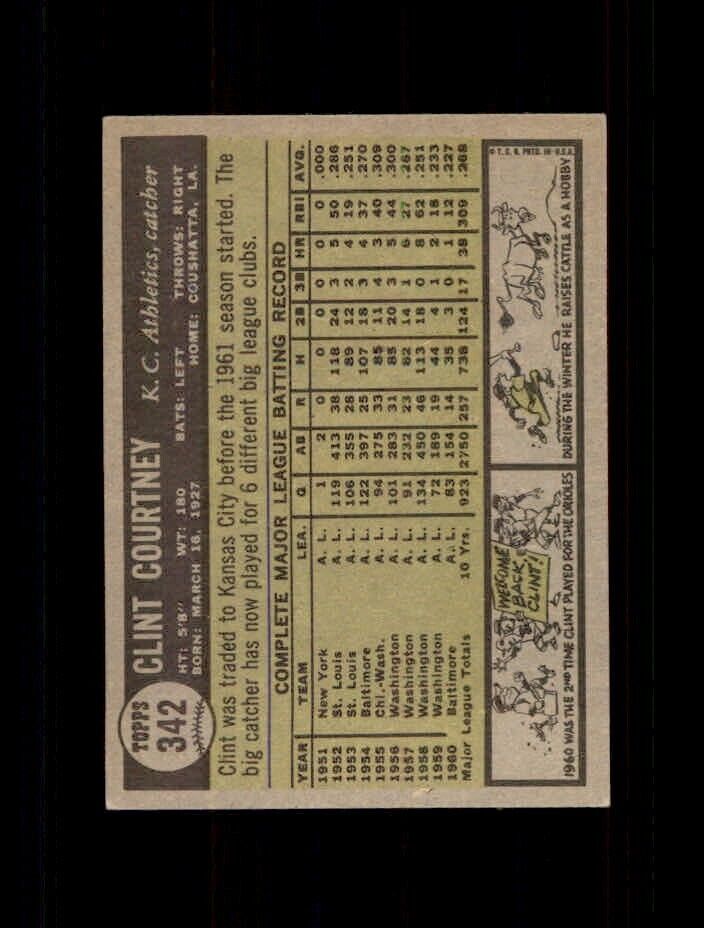 TOPPS
342
CLINT COURTNEY K. C. Athletics, catcher
HT: 5'8" WT: 180 BATS: LEFT THROWS: RIGHT
BORN: MARCH 16, 1927 HOME: COUSHATTA, LA.
Clint was traded to Kansas City before the 1961 season started. The
big catcher has now played for 6 different big league clubs.
COMPLETE MAJOR LEAGUE BATTING RECORD
YEAR TEAM LEA. G AB R H 2B 3B HR RBI AVG.
1951 New York A. L. 1 2 0 0 0 0 0 0 .000
1952 St. Louis A. L. 119 413 38 118 24 3 5 50 .286
1953 St. Louis A. L. 106 355 28 89 12 2 4 19 .251
1954 Baltimore A. L. 122 397 25 107 18 3 4 37 .270
1955 Chi.-Wash. A. L. 94 275 33 85 11 4 3 40 .309
1956 Washington A. L. 101 283 31 85 20 3 5 44 .300
1957 Washington A. L. 91 232 23 62 14 1 6 27 .267
1958 Washington A. L. 134 450 46 113 18 0 8 62 .251
1959 Washington A. L. 72 189 19 44 4 1 2 18 .233
1960 Baltimore A. L. 83 154 14 35 3 0 1 12 .227
Major League Totals 10 Yrs. 923 2750 257 738 124 17 38 309 .268
WELCOME
BACK
CLINT!
1960 WAS THE 2ND TIME CLINT PLAYED FOR THE ORIOLES
© T. C. G. PRTD. IN U.S.A.
DURING THE WINTER HE RAISES CATTLE AS A HOBBY